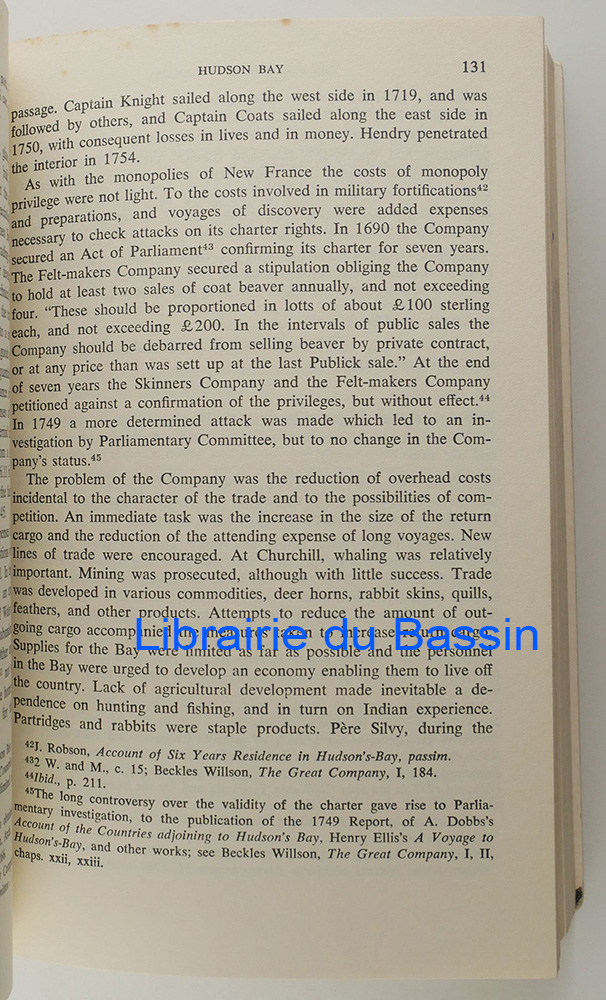 HUDSON BAY 131
passage. Captain Knight sailed along the west side in 1719, and was
followed by others, and Captain Coats sailed along the east side in
1750, with consequent losses in lives and in money. Hendry penetrated
the interior in 1754.
As with the monopolies of New France the costs of monopoly
privilege were not light. To the costs involved in military fortifications⁴²
and preparations, and voyages of discovery were added expenses
necessary to check attacks on its charter rights. In 1690 the Company
secured an Act of Parliament⁴³ confirming its charter for seven years.
The Felt-makers Company secured a stipulation obliging the Company
to hold at least two sales of coat beaver annually, and not exceeding
four. “These should be proportioned in lotts of about £100 sterling
each, and not exceeding £200. In the intervals of public sales the
Company should be debarred from selling beaver by private contract,
or at any price than was sett up at the last Publick sale.” At the end
of seven years the Skinners Company and the Felt-makers Company
petitioned against a confirmation of the privileges, but without effect.⁴⁴
In 1749 a more determined attack was made which led to an in-
vestigation by Parliamentary Committee, but to no change in the Com-
pany's status.⁴⁵
The problem of the Company was the reduction of overhead costs
incidental to the character of the trade and to the possibilities of com-
petition. An immediate task was the increase in the size of the return
cargo and the reduction of the attending expense of long voyages. New
lines of trade were encouraged. At Churchill, whaling was relatively
important. Mining was prosecuted, although with little success. Trade
was developed in various commodities, deer horns, rabbit skins, quills,
feathers, and other products. Attempts to reduce the amount of out-
going cargo accompanied the measures taken to increase return cargo.
Librairie du Bassin
Supplies for the Bay were limited as far as possible and the personnel
in the Bay were urged to develop an economy enabling them to live off
the country. Lack of agricultural development made inevitable a de-
pendence on hunting and fishing, and in turn on Indian experience.
Partridges and rabbits were staple products. Père Silvy, during the
⁴²J. Robson, Account of Six Years Residence in Hudson's-Bay, passim.
⁴³2 W. and M., c. 15; Beckles Willson, The Great Company, I, 184.
⁴⁴Ibid., p. 211.
⁴⁵The long controversy over the validity of the charter gave rise to Parlia-
mentary investigation, to the publication of the 1749 Report, of A. Dobbs's
Account of the Countries adjoining to Hudson's Bay, Henry Ellis's A Voyage to
Hudson's-Bay, and other works; see Beckles Willson, The Great Company, I, II,
chaps. xxii, xxiii.